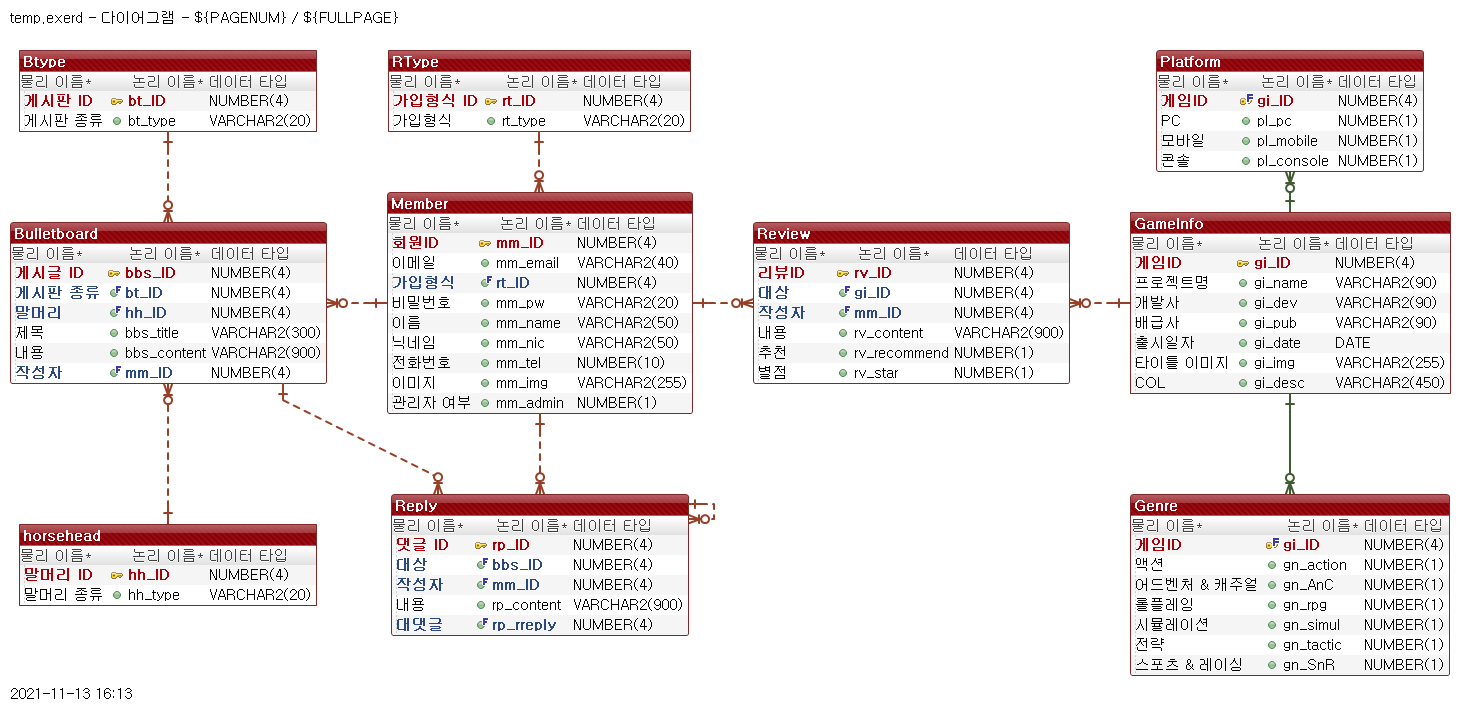 temp.exerd - 다이어그램 - ${PAGENUM} / ${FULLPAGE}
Btype
물리 이름* 논리 이름* 데이터 타입
게시판 ID bt_ID NUMBER(4)
게시판 종류 bt_type VARCHAR2(20)
RType
물리 이름* 논리 이름* 데이터 타입
가입형식 ID rt_ID NUMBER(4)
가입형식 rt_type VARCHAR2(20)
Platform
물리 이름* 논리 이름* 데이터 타입
게임ID gi_ID NUMBER(4)
PC pl_pc NUMBER(1)
모바일 pl_mobile NUMBER(1)
콘솔 pl_console NUMBER(1)
Bulletboard
물리 이름* 논리 이름* 데이터 타입
게시글 ID bbs_ID NUMBER(4)
게시판 종류 bt_ID NUMBER(4)
말머리 hh_ID NUMBER(4)
제목 bbs_title VARCHAR2(300)
내용 bbs_content VARCHAR2(900)
작성자 mm_ID NUMBER(4)
Member
물리 이름* 논리 이름* 데이터 타입
회원ID mm_ID NUMBER(4)
이메일 mm_email VARCHAR2(40)
가입형식 rt_ID NUMBER(4)
비밀번호 mm_pw VARCHAR2(20)
이름 mm_name VARCHAR2(50)
닉네임 mm_nic VARCHAR2(50)
전화번호 mm_tel NUMBER(10)
이미지 mm_img VARCHAR2(255)
관리자 여부 mm_admin NUMBER(1)
Review
물리 이름* 논리 이름* 데이터 타입
리뷰ID rv_ID NUMBER(4)
대상 gi_ID NUMBER(4)
작성자 mm_ID NUMBER(4)
내용 rv_content VARCHAR2(900)
추천 rv_recommend NUMBER(1)
별점 rv_star NUMBER(1)
GameInfo
물리 이름* 논리 이름* 데이터 타입
게임ID gi_ID NUMBER(4)
프로젝트명 gi_name VARCHAR2(90)
개발사 gi_dev VARCHAR2(90)
배급사 gi_pub VARCHAR2(90)
출시일자 gi_date DATE
타이틀 이미지 gi_img VARCHAR2(255)
COL gi_desc VARCHAR2(450)
horsehead
물리 이름* 논리 이름* 데이터 타입
말머리 ID hh_ID NUMBER(4)
말머리 종류 hh_type VARCHAR2(20)
Reply
물리 이름* 논리 이름* 데이터 타입
댓글 ID rp_ID NUMBER(4)
대상 bbs_ID NUMBER(4)
작성자 mm_ID NUMBER(4)
내용 rp_content VARCHAR2(900)
대댓글 rp_rreply NUMBER(4)
Genre
물리 이름* 논리 이름* 데이터 타입
게임ID gi_ID NUMBER(4)
액션 gn_action NUMBER(1)
어드벤처 & 캐주얼 gn_AnC NUMBER(1)
롤플레잉 gn_rpg NUMBER(1)
시뮬레이션 gn_simul NUMBER(1)
전략 gn_tactic NUMBER(1)
스포츠 & 레이싱 gn_SnR NUMBER(1)
2021-11-13 16:13